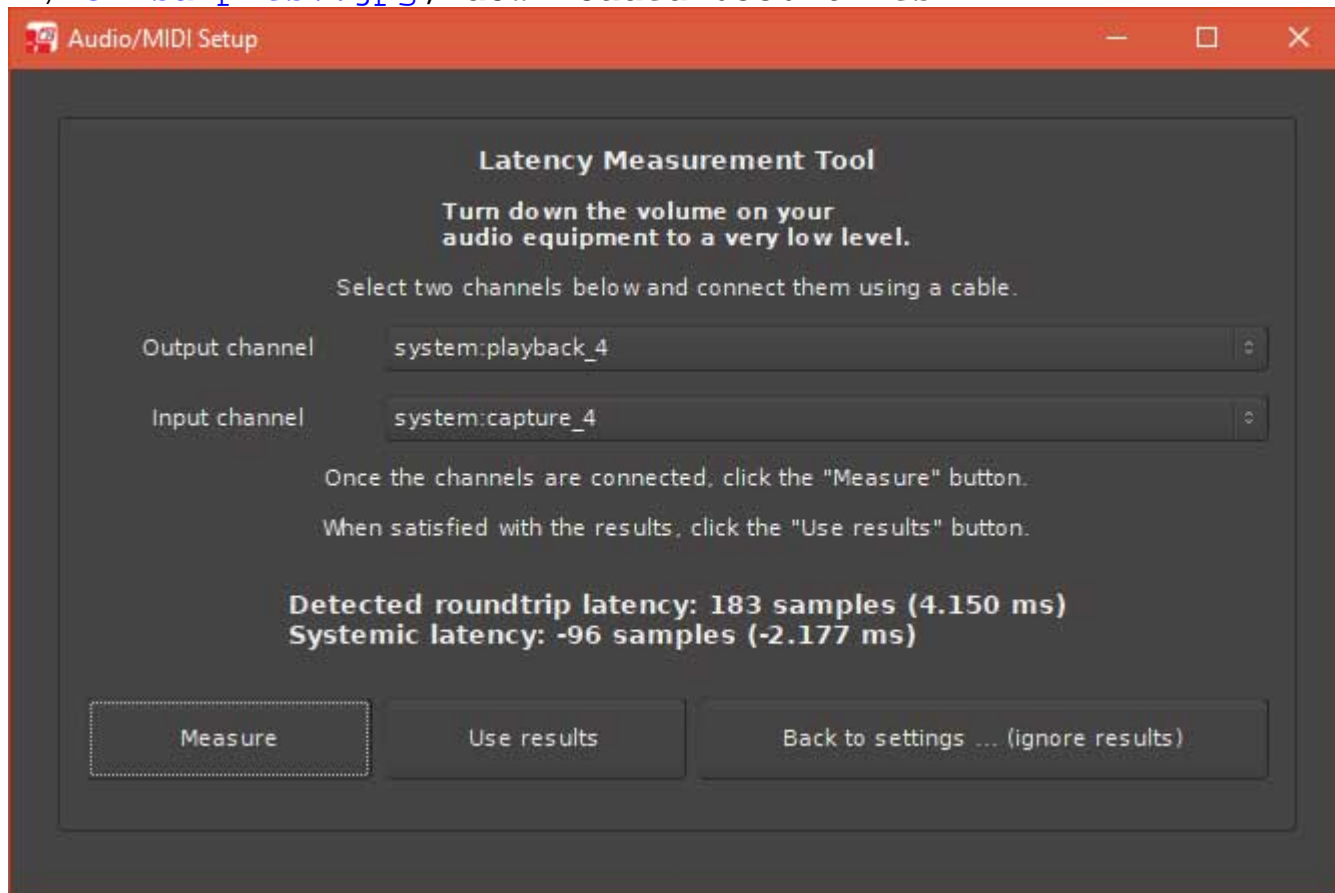 Audio/MIDI Setup
Latency Measurement Tool
Turn down the volume on your
audio equipment to a very low level.
Select two channels below and connect them using a cable.
Output channel system:playback_4
Input channel system:capture_4
Once the channels are connected, click the "Measure" button.
When satisfied with the results, click the "Use results" button.
Detected roundtrip latency: 183 samples (4.150 ms)
Systemic latency: -96 samples (-2.177 ms)
Measure Use results Back to settings ... (ignore results)